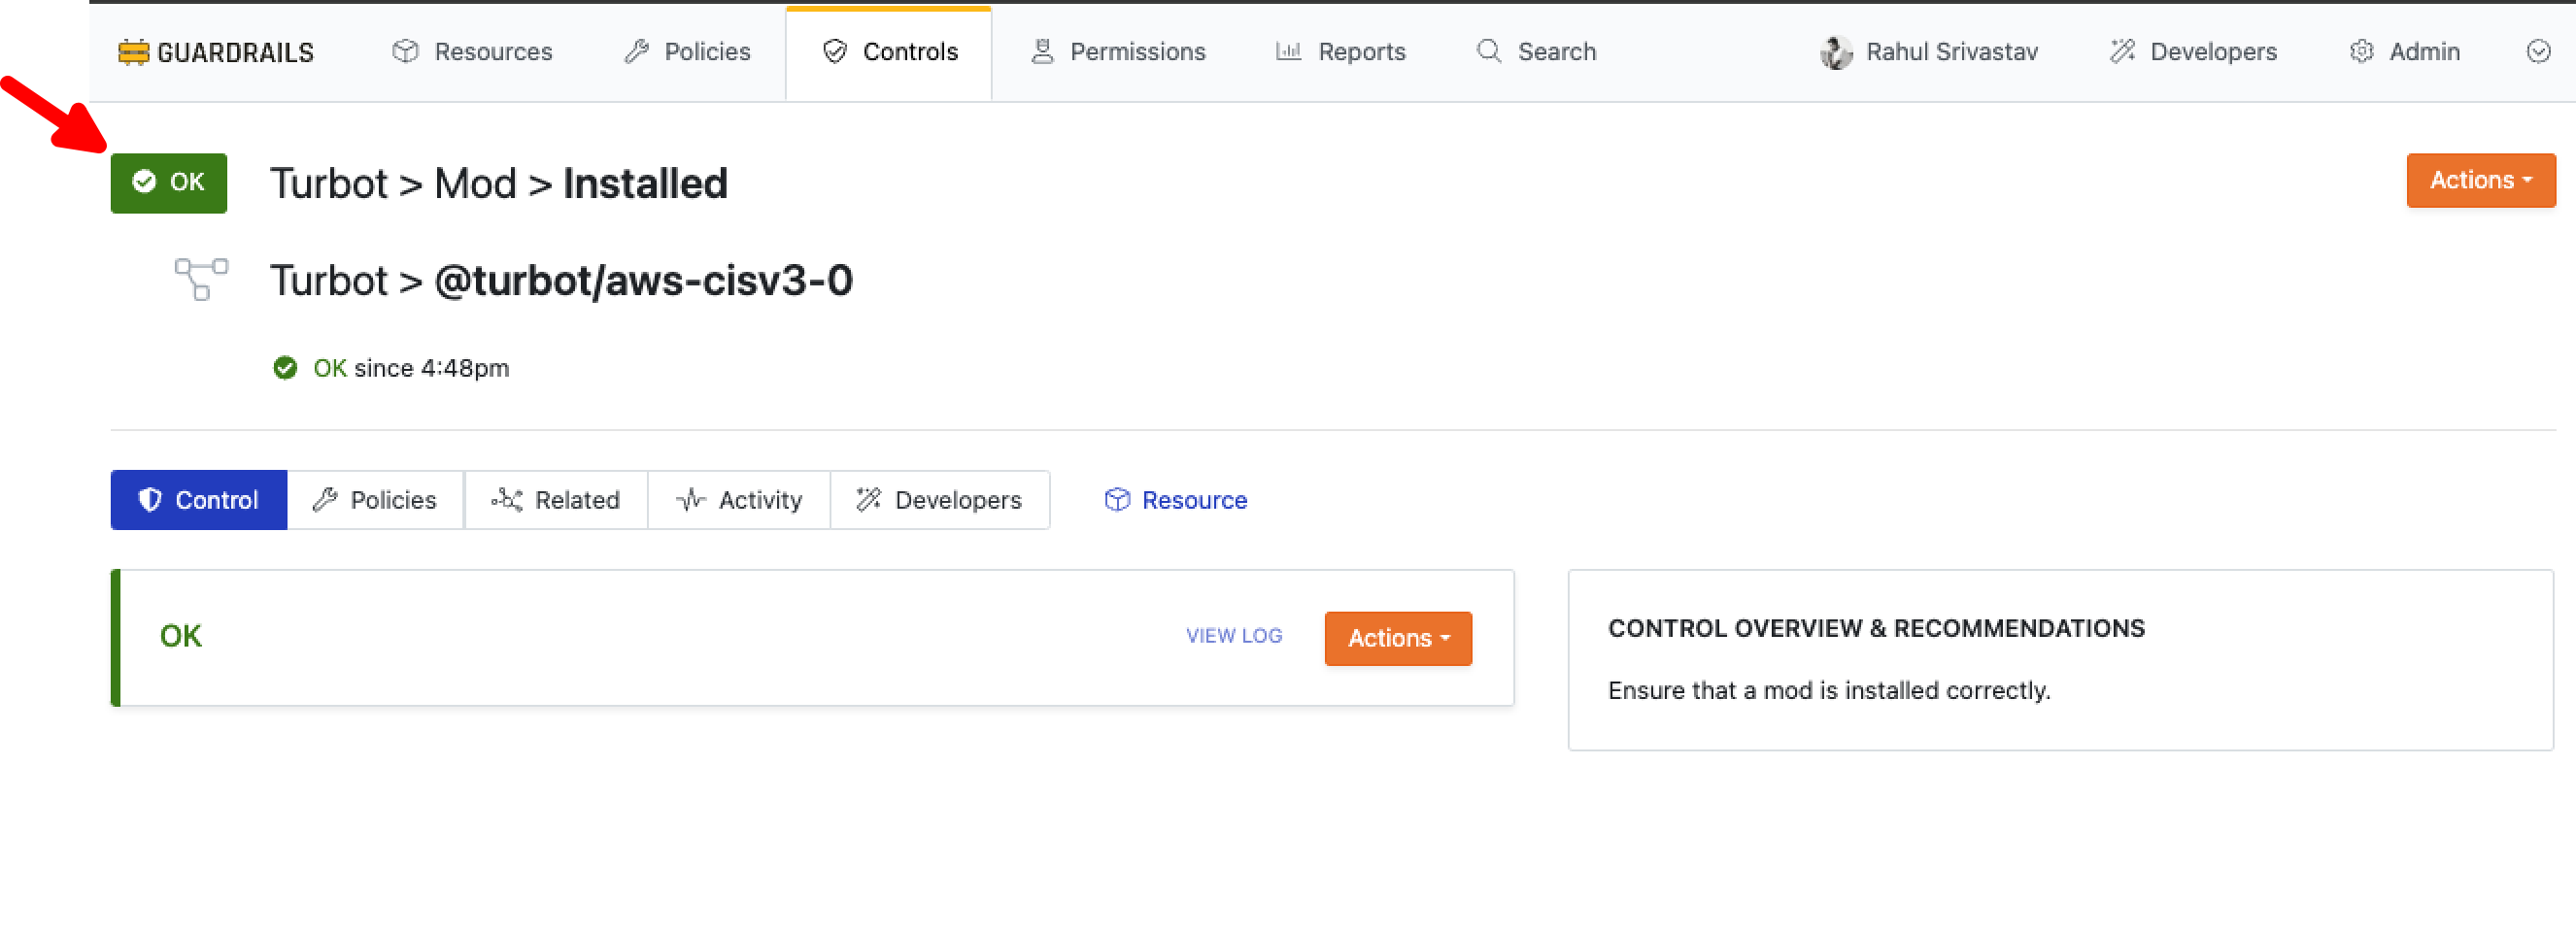 GUARDRAILS Resources Policies Controls Permissions Reports Search Rahul Srivastav Developers Admin
OK Turbot > Mod > Installed Actions
Turbot > @turbot/aws-cisv3-0
OK since 4:48pm
Control Policies Related Activity Developers Resource
OK VIEW LOG Actions
CONTROL OVERVIEW & RECOMMENDATIONS
Ensure that a mod is installed correctly.